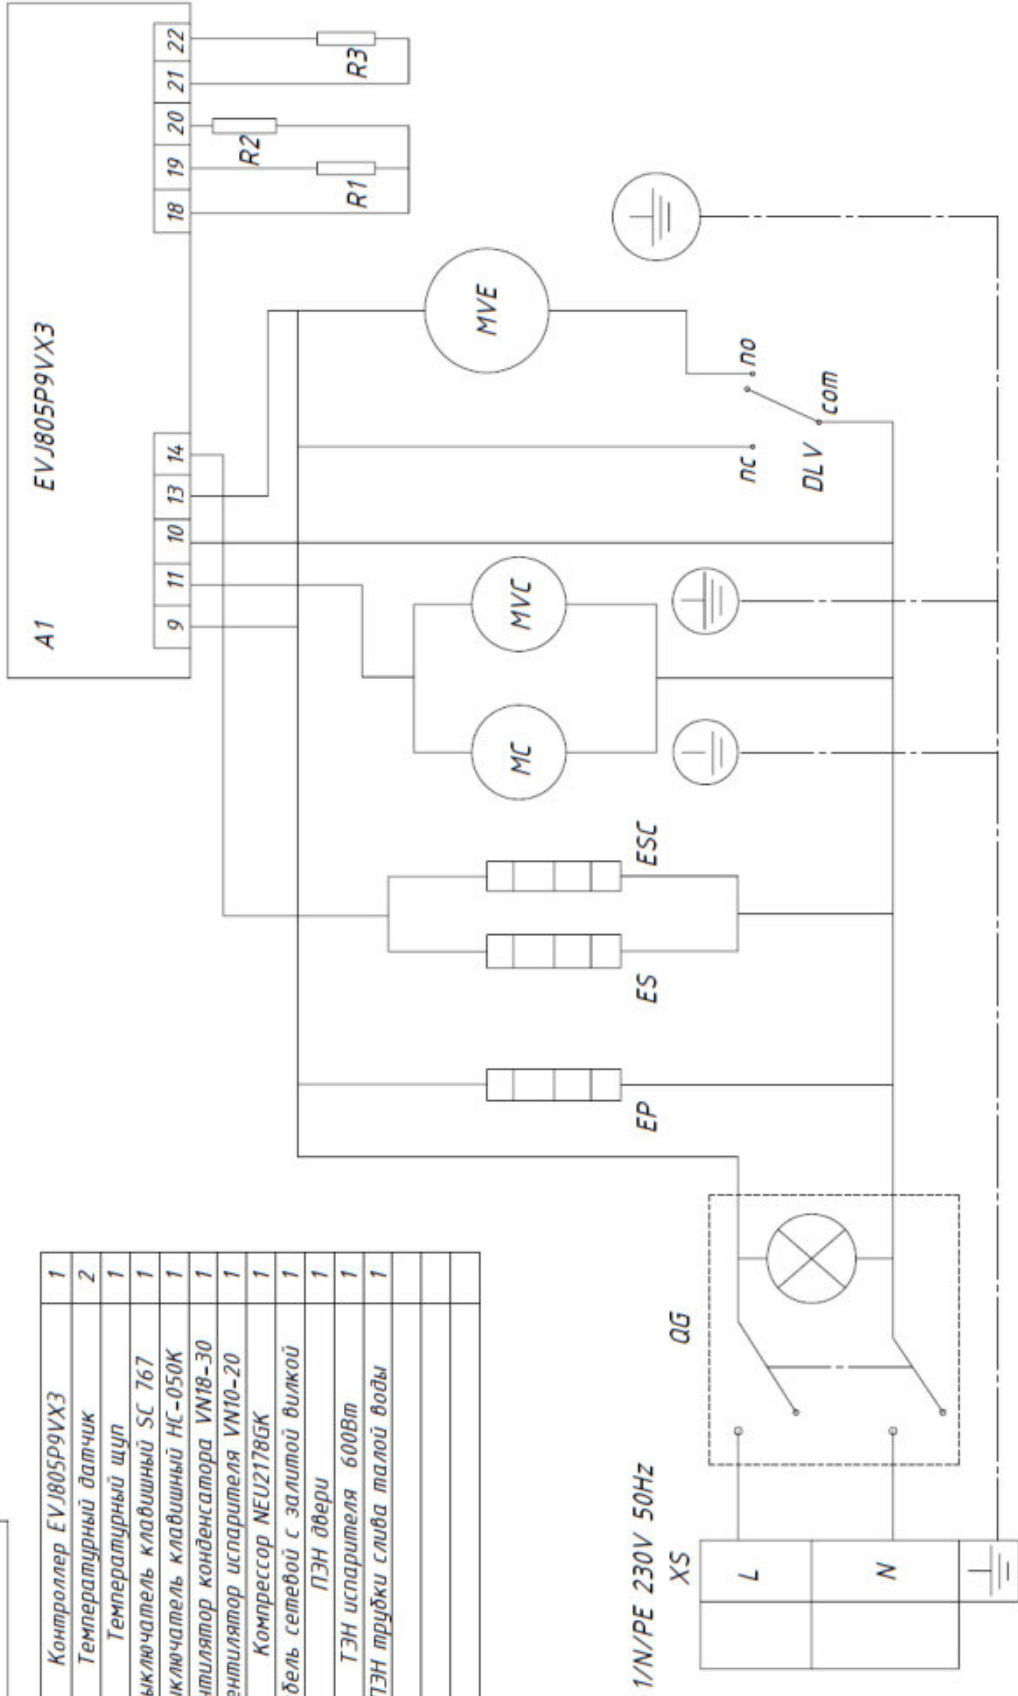 A1 EVJ805P9VX3
9 11 10 13 14 18 19 20 21 22
R1
R2
R3
MC
MVC
MVE
EP
ES
ESC
nc
no
com
DLV
QG
1/N/PE 230V 50Hz
XS
L
N
Контроллер EVJ805P9VX3 1
Температурный датчик 2
Температурный щуп 1
ыключатель клавишный SC 767 1
ыключатель клавишный НС-050К 1
нтилятор конденсатора VN18-30 1
ентилятор испарителя VN10-20 1
Компрессор NEU2178GK 1
бель сетевой с залитой вилкой 1
ПЭН двери 1
ТЭН испарителя 600Вт 1
ПЭН трубки слива талой воды 1